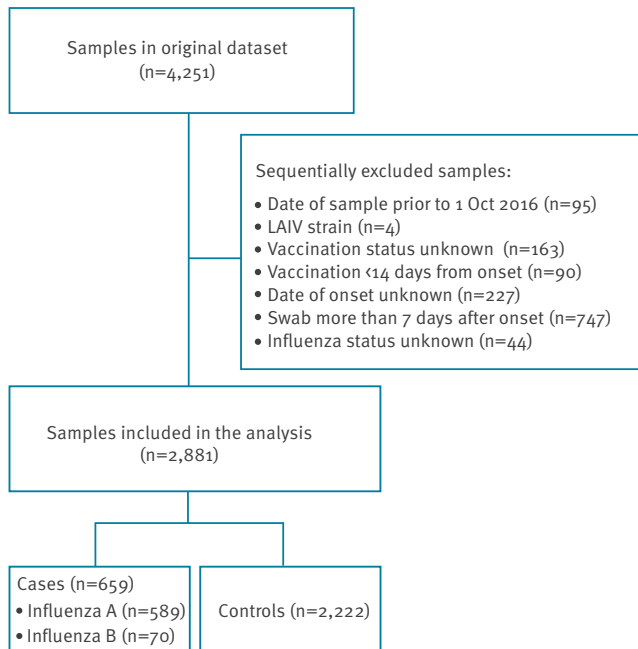 Samples in original dataset
(n=4,251)
Sequentially excluded samples:
• Date of sample prior to 1 Oct 2016 (n=95)
• LAIV strain (n=4)
• Vaccination status unknown (n=163)
• Vaccination <14 days from onset (n=90)
• Date of onset unknown (n=227)
• Swab more than 7 days after onset (n=747)
• Influenza status unknown (n=44)
Samples included in the analysis
(n=2,881)
Cases (n=659)
• Influenza A (n=589)
• Influenza B (n=70)
Controls (n=2,222)